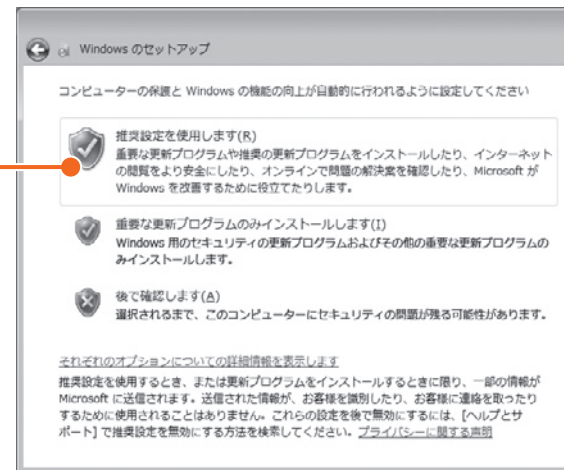 Windows のセットアップ
コンピューターの保護と Windows の機能の向上が自動的に行われるように設定してください
推奨設定を使用します(R)
重要な更新プログラムや推奨の更新プログラムをインストールしたり、インターネット
の閲覧をより安全にしたり、オンラインで問題の解決案を確認したり、Microsoft が
Windows を改善するために役立てたりします。
重要な更新プログラムのみインストールします(I)
Windows 用のセキュリティの更新プログラムおよびその他の重要な更新プログラムの
みインストールします。
後で確認します(A)
選択されるまで、このコンピューターにセキュリティの問題が残る可能性があります。
それぞれのオプションについての詳細情報を表示します
推奨設定を使用するとき、または更新プログラムをインストールするときに限り、一部の情報が
Microsoft に送信されます。送信された情報が、お客様を識別したり、お客様に連絡を取ったり
するために使用されることはありません。これらの設定を後で無効にするには、[ヘルプとサ
ポート] で推奨設定を無効にする方法を検索してください。プライバシーに関する声明